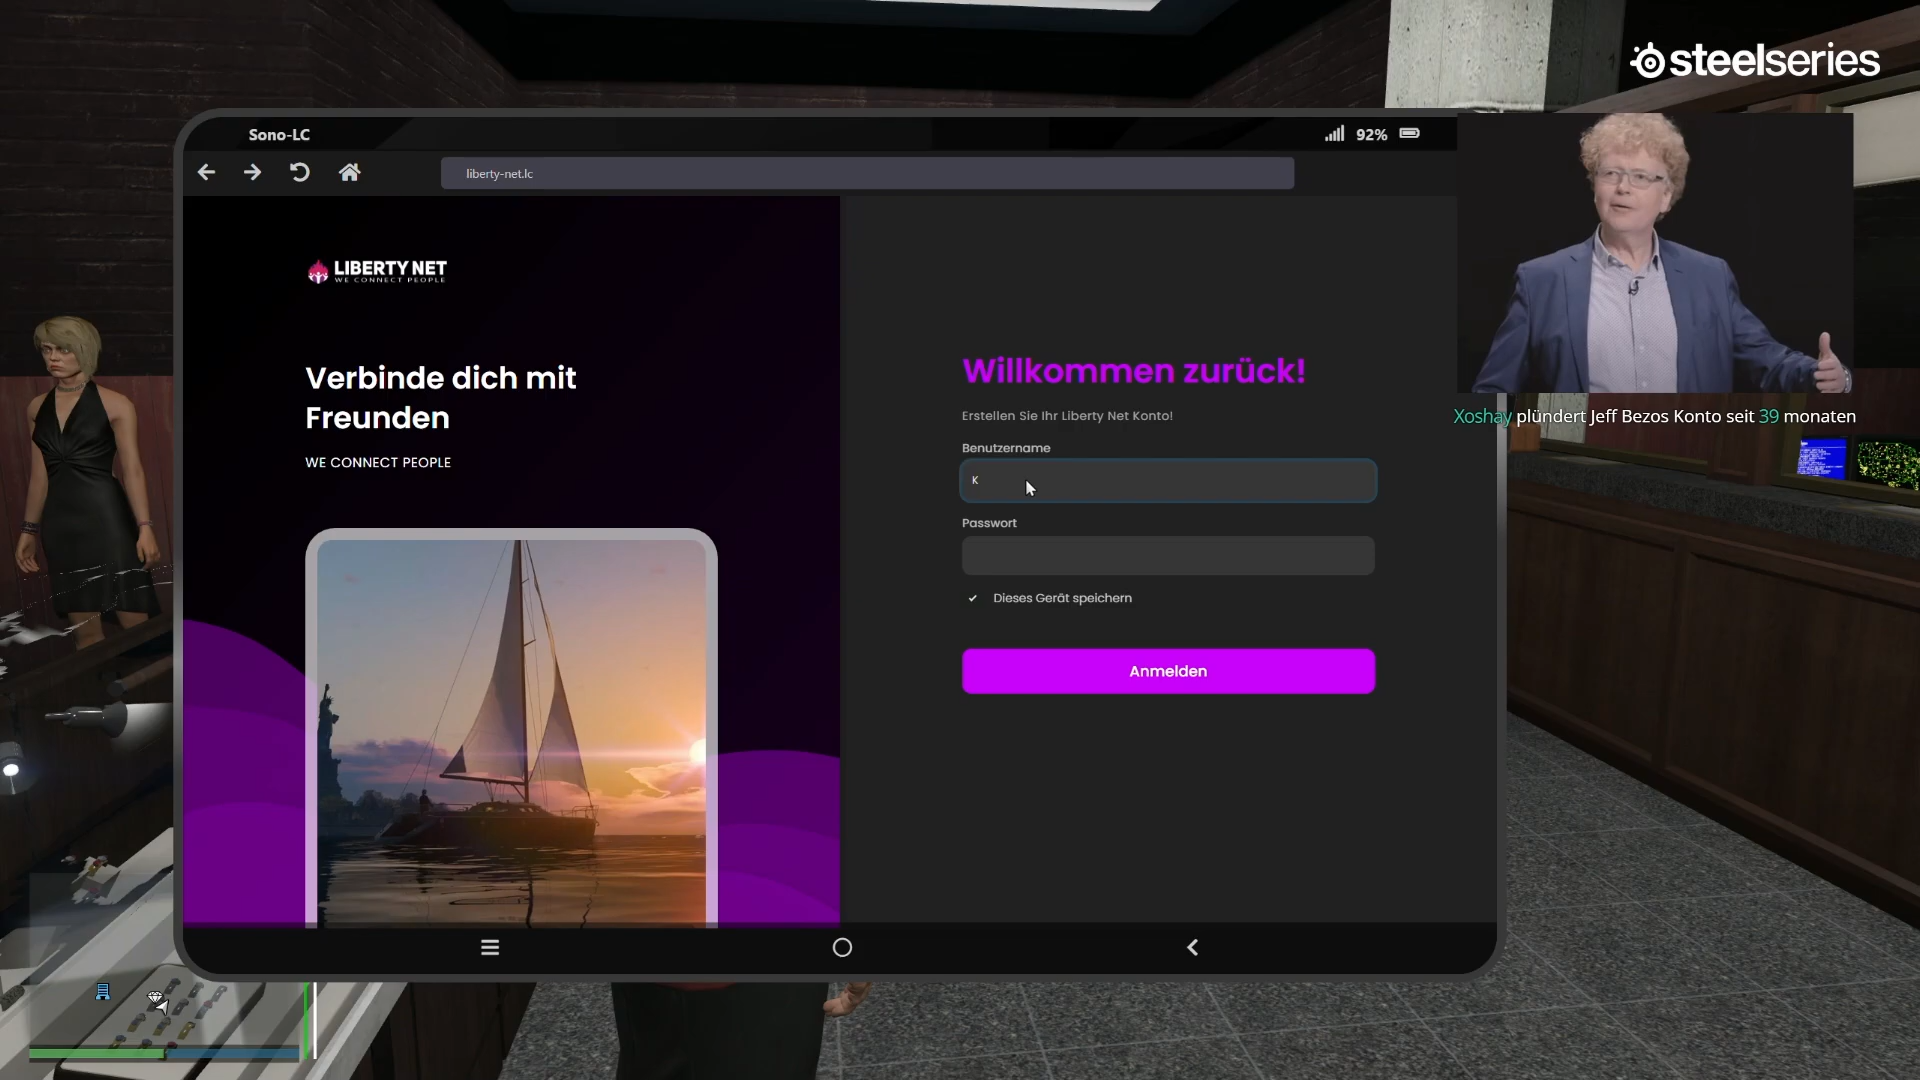 steelseries
Sono-LC
92%
liberty-net.lc
LIBERTY NET
WE CONNECT PEOPLE
Verbinde dich mit
Freunden
WE CONNECT PEOPLE
Willkommen zurück!
Erstellen Sie Ihr Liberty Net Konto!
Benutzername
K
Passwort
Dieses Gerät speichern
Anmelden
Xoshay plündert Jeff Bezos Konto seit 39 monaten